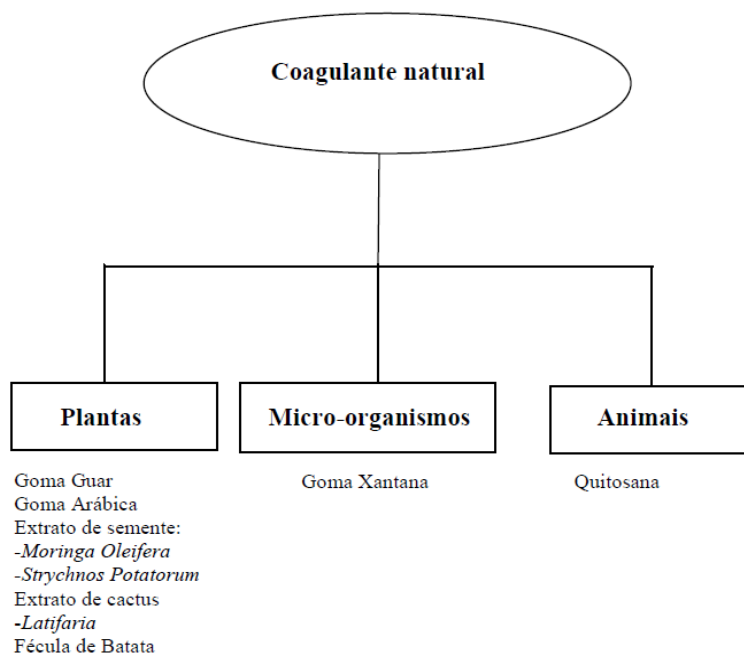 Coagulante natural
Plantas
Micro-organismos
Animais
Goma Guar
Goma Arábica
Extrato de semente:
-Moringa Oleifera
-Strychnos Potatorum
Extrato de cactus
-Latifaria
Fécula de Batata
Goma Xantana
Quitosana